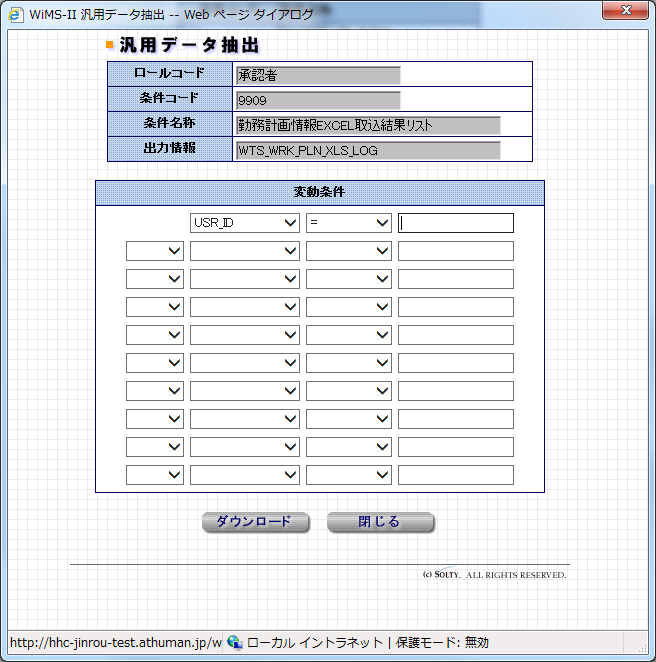 WiMS-II 汎用データ抽出 -- Web ページ ダイアログ
汎用データ抽出
ロールコード 承認者
条件コード 9909
条件名称 勤務計画情報EXCEL取込結果リスト
出力情報 WTS_WRK_PLN_XLS_LOG
変動条件
USR_ID =
ダウンロード 閉じる
(c) SOLTY. ALL RIGHTS RESERVED.
http://hhc-jinrou-test.athuman.jp/w ローカル イントラネット | 保護モード: 無効